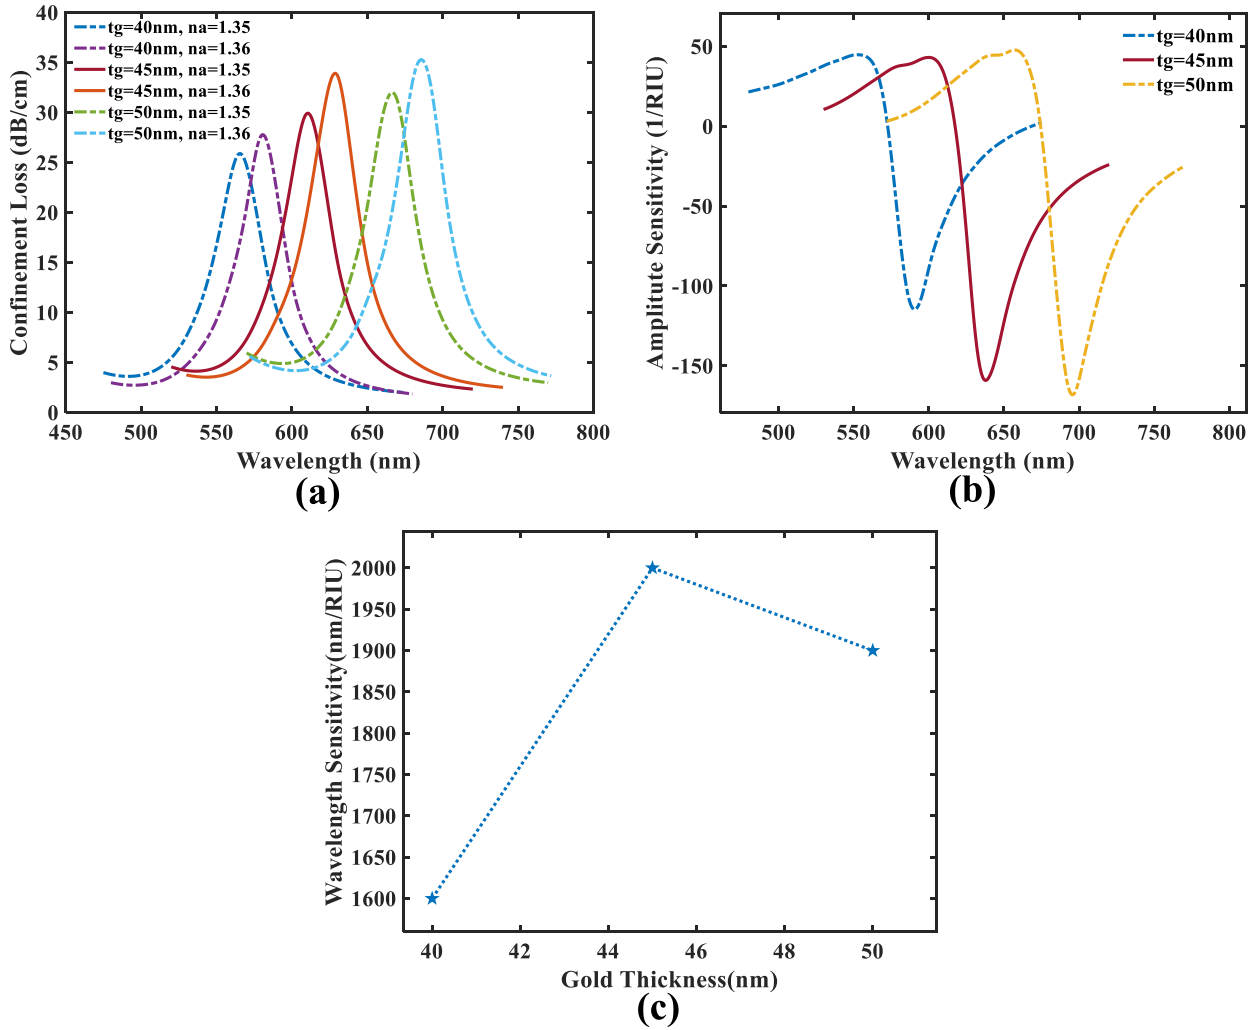 (a)
tg=40nm, na=1.35
tg=40nm, na=1.36
tg=45nm, na=1.35
tg=45nm, na=1.36
tg=50nm, na=1.35
tg=50nm, na=1.36
40
35
30
25
20
15
10
5
0
Confinement Loss (dB/cm)
450 500 550 600 650 700 750 800
Wavelength (nm)
(a)
(b)
tg=40nm
tg=45nm
tg=50nm
50
0
-50
-100
-150
Amplitute Sensitivity (1/RIU)
500 550 600 650 700 750 800
Wavelength (nm)
(b)
2000
1950
1900
1850
1800
1750
1700
1650
1600
Wavelength Sensitivity(nm/RIU)
40 42 44 46 48 50
Gold Thickness(nm)
(c)